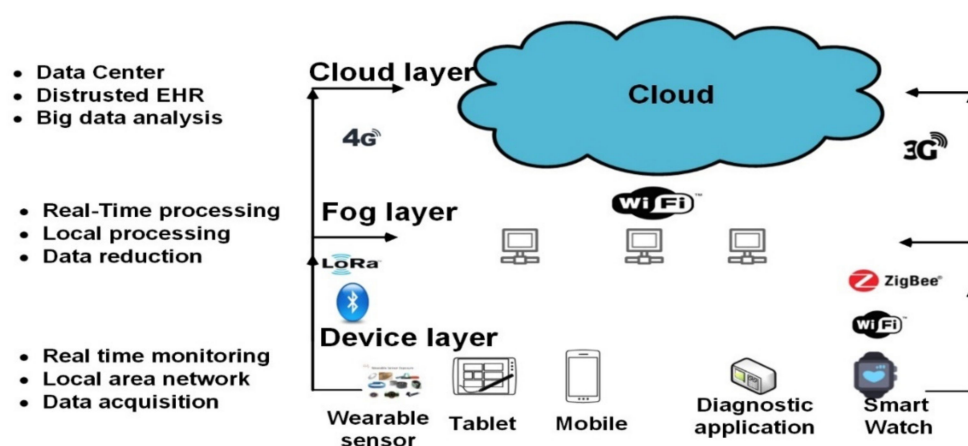 • Data Center
• Distrusted EHR
• Big data analysis
Cloud layer
Cloud
4G
3G
WiFi™
• Real-Time processing
• Local processing
• Data reduction
Fog layer
LoRa
ZigBee®
WiFi™
Device layer
• Real time monitoring
• Local area network
• Data acquisition
Wearable
sensor
Tablet
Mobile
Diagnostic
application
Smart
Watch